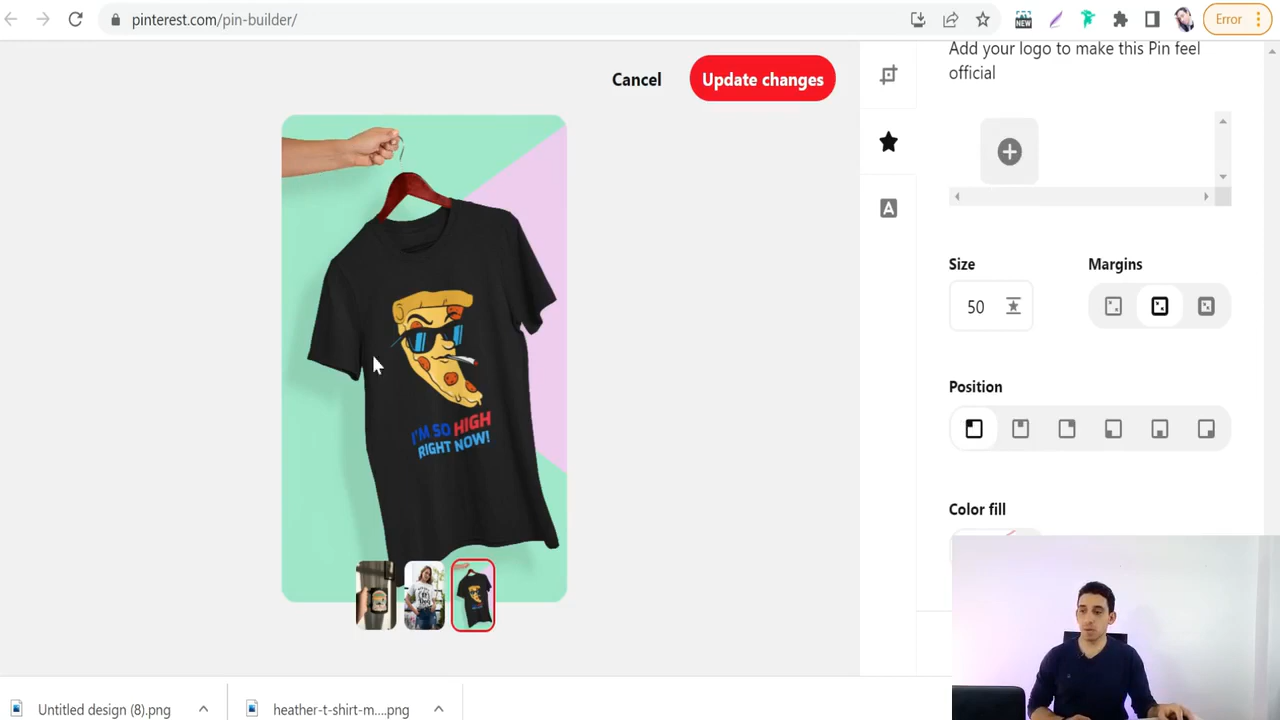 pinterest.com/pin-builder/
NEW
Error
Add your logo to make this Pin feel
official
Cancel
Update changes
A
I'M SO HIGH
RIGHT NOW!
Size
Margins
50
Position
Color fill
Untitled design (8).png
heather-t-shirt-m....png